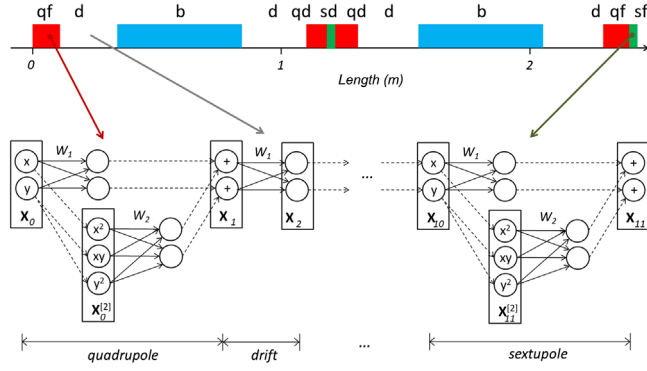 qf d b d qd sd qd d b d qf sf
0 1 2
Length (m)
x W₁ + W₁ x W₁ +
y + ... y +
X₀ X₁ X₂ X₁₀ X₁₁
x² W₂ x² W₂
xy xy
y² y²
X₀^[2] X₁₁^[2]
quadrupole drift ... sextupole